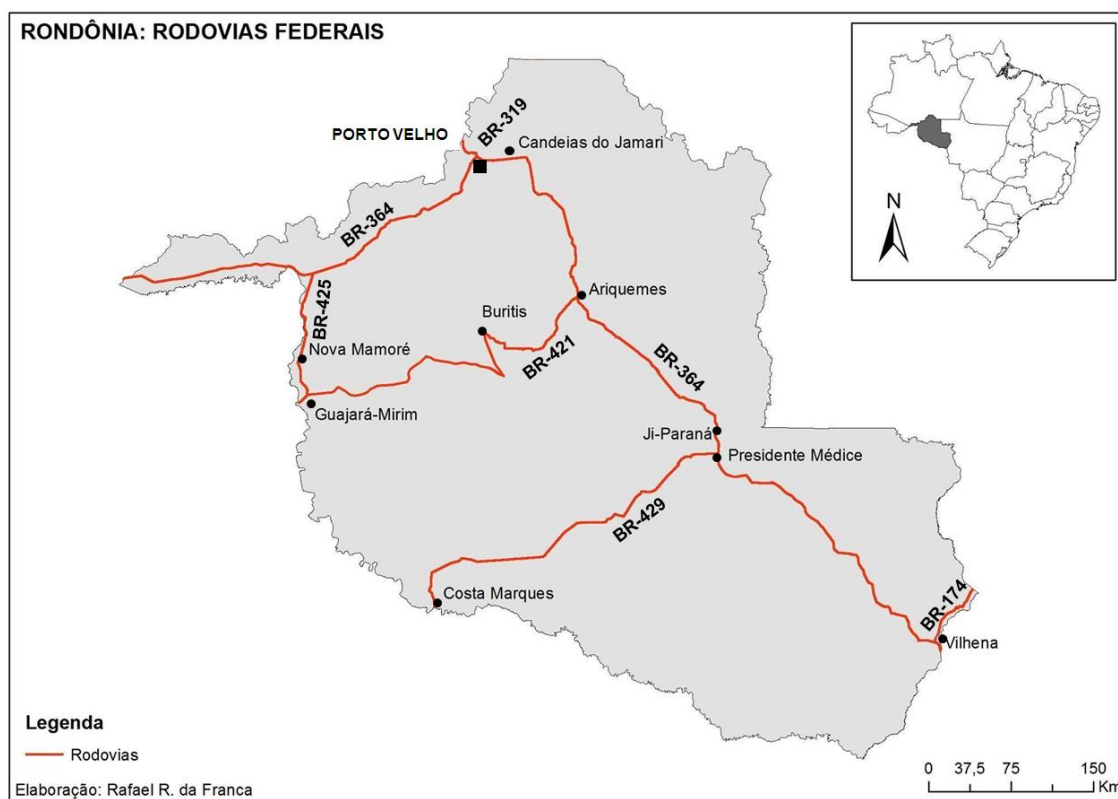 RONDÔNIA: RODOVIAS FEDERAIS
PORTO VELHO
BR-319
Candeias do Jamari
BR-364
BR-425
Ariquemes
Buritis
BR-421
Nova Mamoré
BR-364
Guajará-Mirim
Ji-Paraná
Presidente Médice
BR-429
Costa Marques
BR-174
Vilhena
N
Legenda
Rodovias
0 37,5 75 150
Km
Elaboração: Rafael R. da Franca